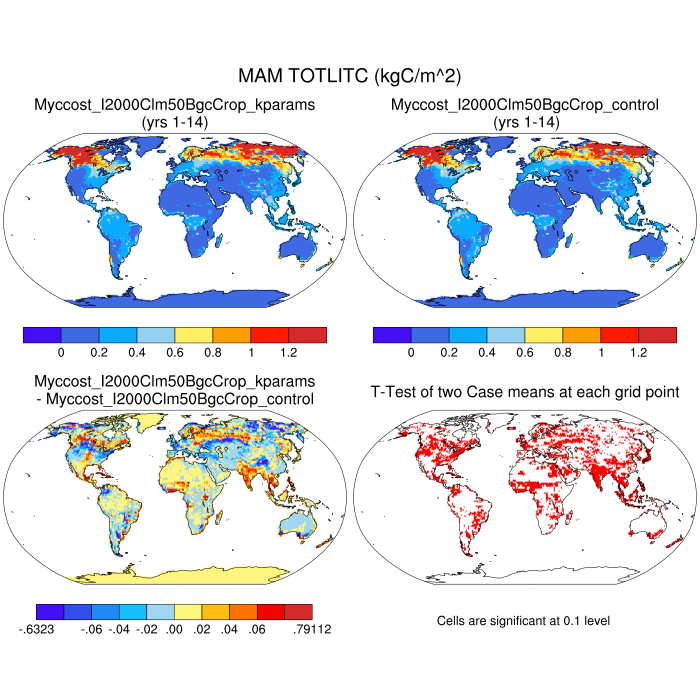 MAM TOTLITC (kgC/m^2)
Myccost_I2000Clm50BgcCrop_kparams
(yrs 1-14)
Myccost_I2000Clm50BgcCrop_control
(yrs 1-14)
0 0.2 0.4 0.6 0.8 1 1.2
0 0.2 0.4 0.6 0.8 1 1.2
Myccost_I2000Clm50BgcCrop_kparams
- Myccost_I2000Clm50BgcCrop_control
T-Test of two Case means at each grid point
-.6323 -.06 -.04 -.02 .00 .02 .04 .06 .79112
Cells are significant at 0.1 level